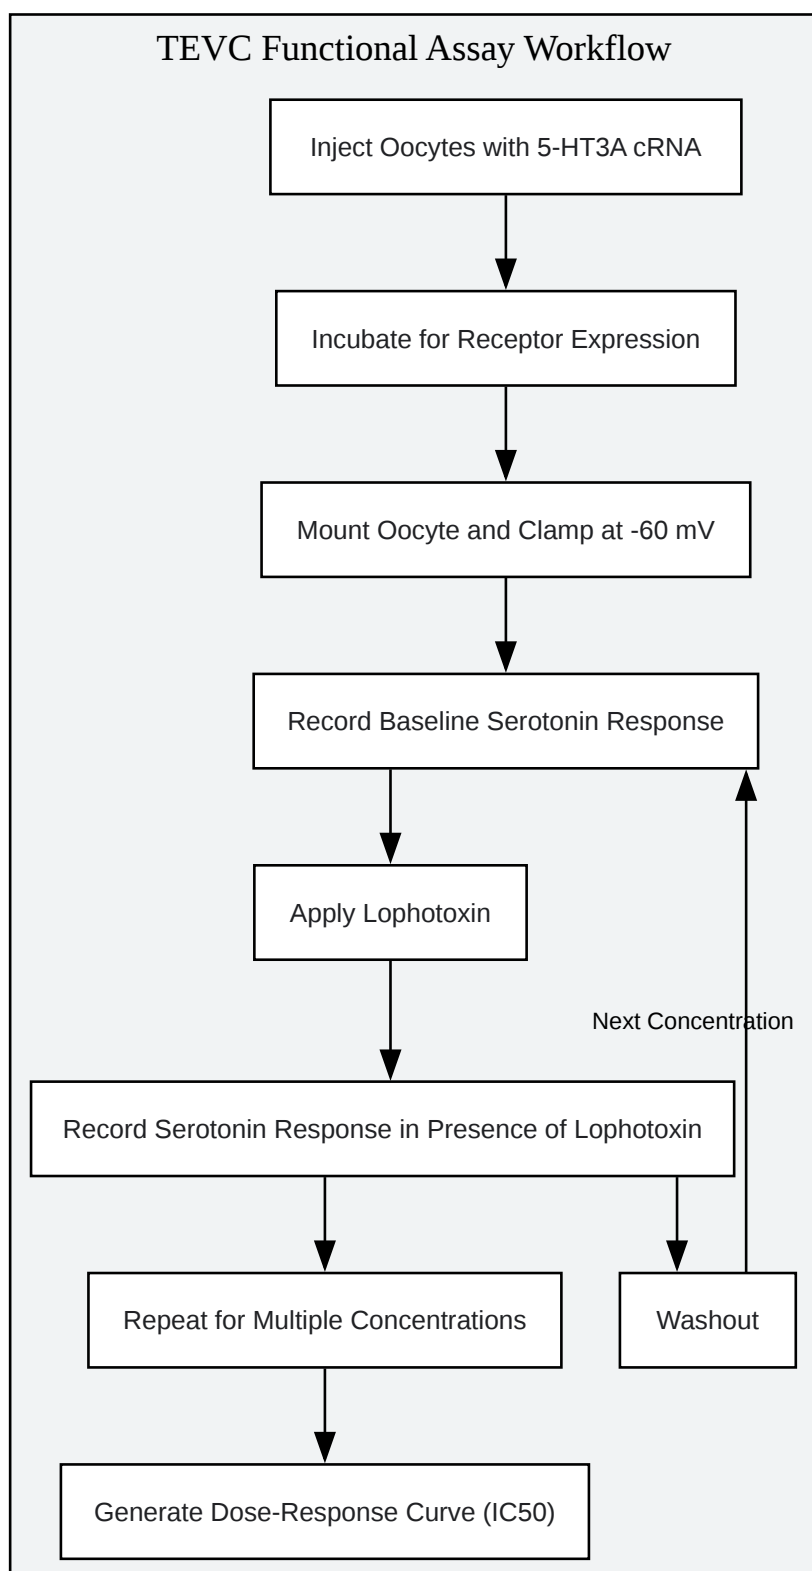 TEVC Functional Assay Workflow
Inject Oocytes with 5-HT3A cRNA
Incubate for Receptor Expression
Mount Oocyte and Clamp at -60 mV
Record Baseline Serotonin Response
Apply Lophotoxin
Next Concentration
Record Serotonin Response in Presence of Lophotoxin
Repeat for Multiple Concentrations
Washout
Generate Dose-Response Curve (IC50)